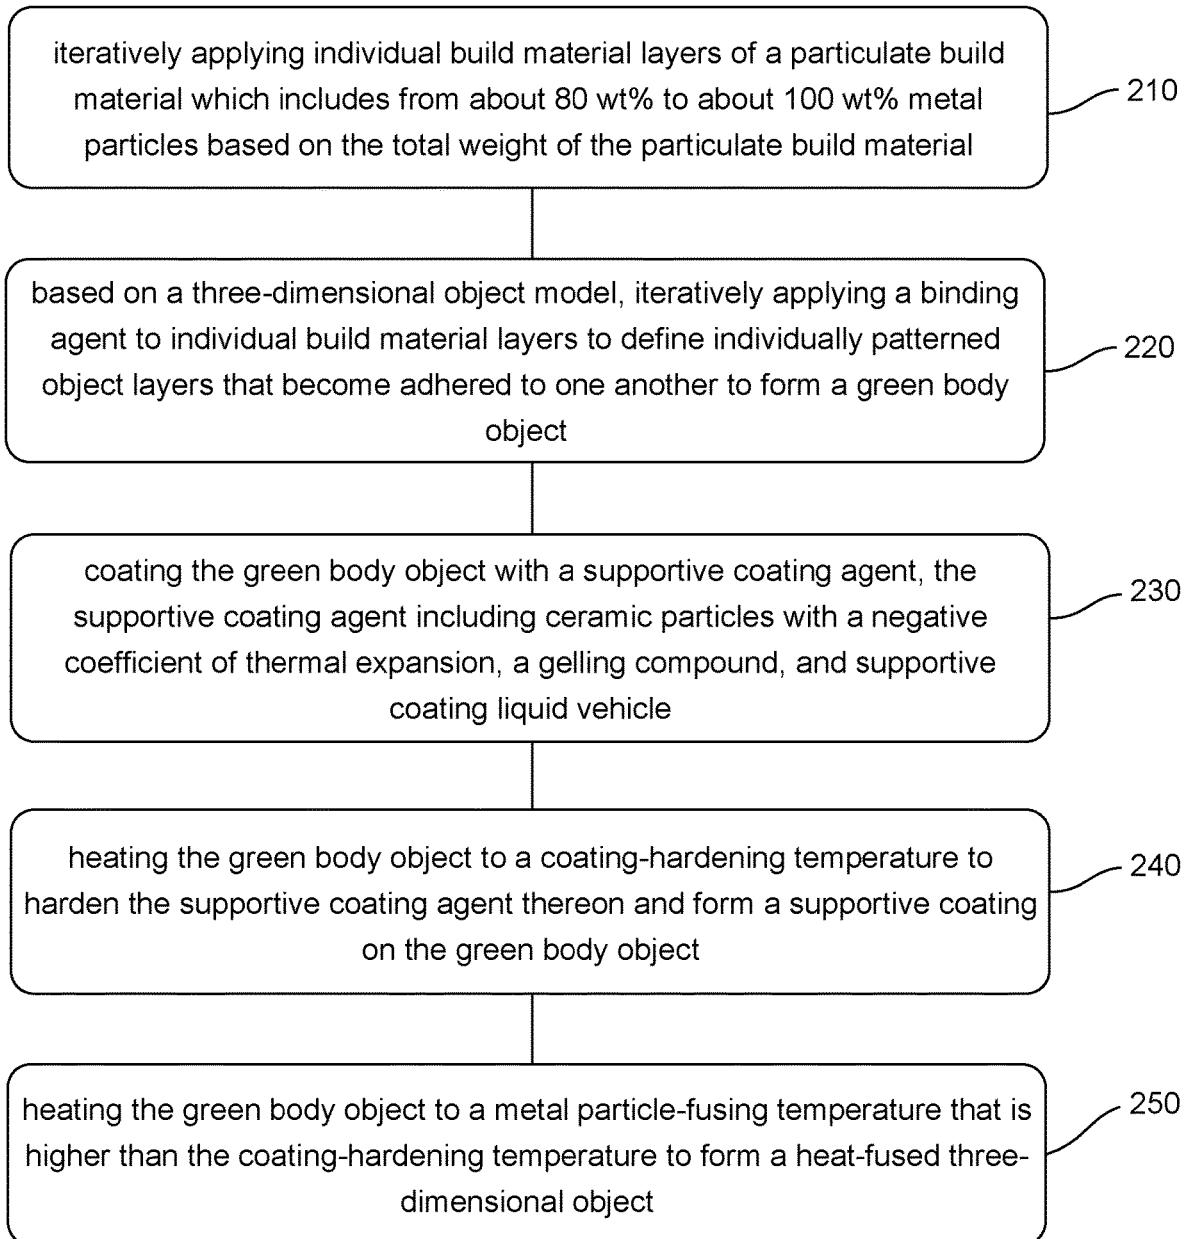 iteratively applying individual build material layers of a particulate build
material which includes from about 80 wt% to about 100 wt% metal
particles based on the total weight of the particulate build material
210
based on a three-dimensional object model, iteratively applying a binding
agent to individual build material layers to define individually patterned
object layers that become adhered to one another to form a green body
object
220
coating the green body object with a supportive coating agent, the
supportive coating agent including ceramic particles with a negative
coefficient of thermal expansion, a gelling compound, and supportive
coating liquid vehicle
230
heating the green body object to a coating-hardening temperature to
harden the supportive coating agent thereon and form a supportive coating
on the green body object
240
heating the green body object to a metal particle-fusing temperature that is
higher than the coating-hardening temperature to form a heat-fused three-
dimensional object
250